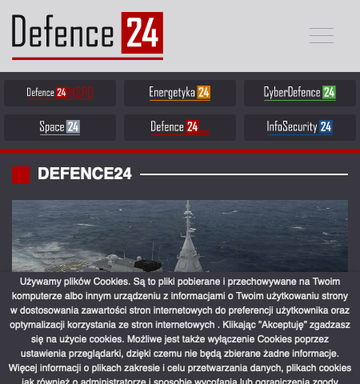 Defence 24
Defence 24
Energetyka 24
CyberDefence 24
Space 24
Defence 24
InfoSecurity 24
DEFENCE24
Używamy plików Cookies. Są to pliki pobierane i przechowywane na Twoim
komputerze albo innym urządzeniu z informacjami o Twoim użytkowaniu strony
w dostosowania zawartości stron internetowych do preferencji użytkownika oraz
optymalizacji korzystania ze stron internetowych . Klikając "Akceptuję" zgadzasz
się na użycie cookies. Możliwe jest także wyłączenie Cookies poprzez
ustawienia przeglądarki, dzięki czemu nie będą zbierane żadne informacje.
Więcej informacji o plikach zakresie i celu przetwarzania danych, plikach cookies
jak również o administratorze i sposobie wycofania lub ograniczenia zgody